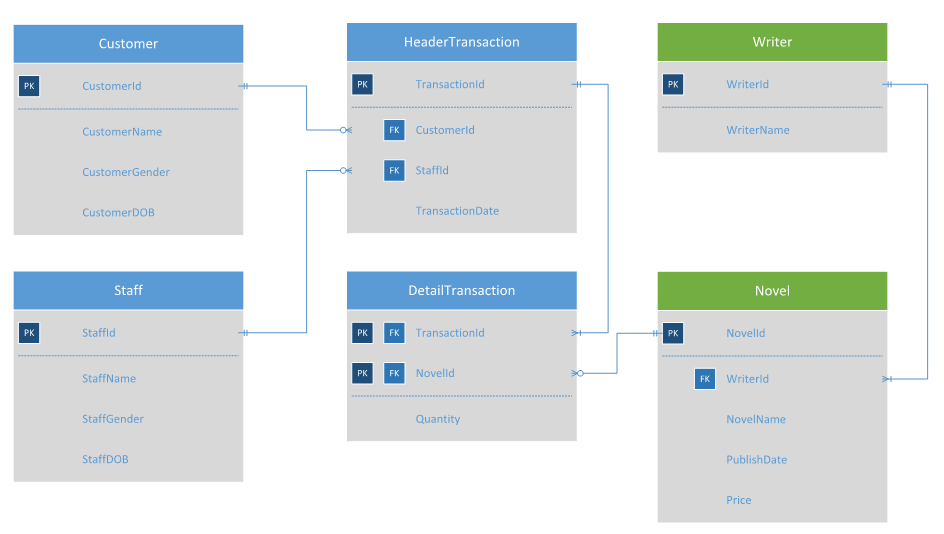 Customer
PK CustomerId
CustomerName
CustomerGender
CustomerDOB
HeaderTransaction
PK TransactionId
FK CustomerId
FK StaffId
TransactionDate
Writer
PK WriterId
WriterName
Staff
PK StaffId
StaffName
StaffGender
StaffDOB
DetailTransaction
PK FK TransactionId
PK FK NovelId
Quantity
Novel
PK NovelId
FK WriterId
NovelName
PublishDate
Price